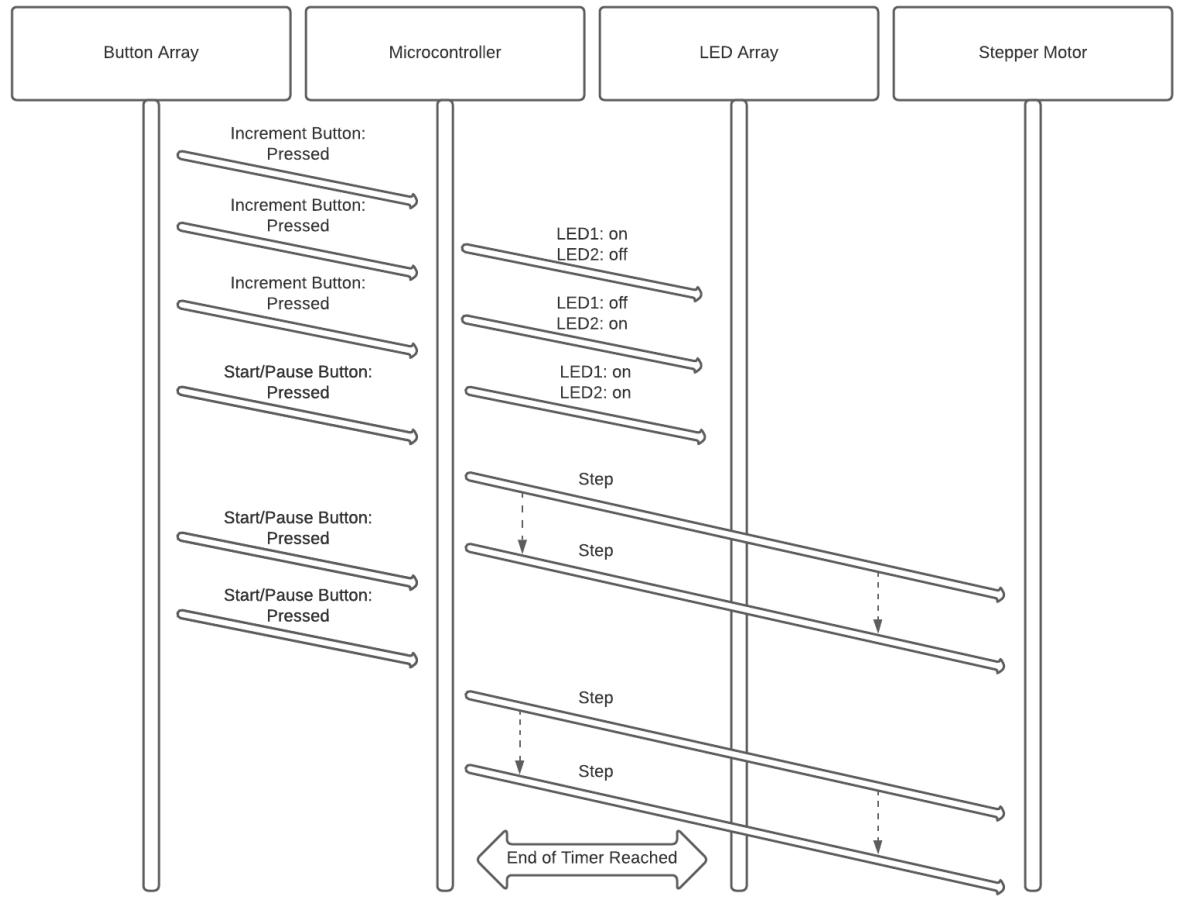 Button Array
Microcontroller
LED Array
Stepper Motor
Increment Button:
Pressed
Increment Button:
Pressed
LED1: on
LED2: off
Increment Button:
Pressed
LED1: off
LED2: on
Start/Pause Button:
Pressed
LED1: on
LED2: on
Step
Start/Pause Button:
Pressed
Step
Start/Pause Button:
Pressed
Step
Step
End of Timer Reached